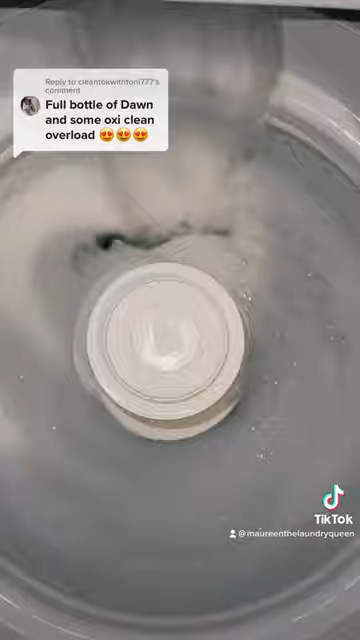 Reply to cleantokwithtoni777's
comment
Full bottle of Dawn
and some oxi clean
overload 😍😍😍
TikTok
@maureenthelaundryqueen